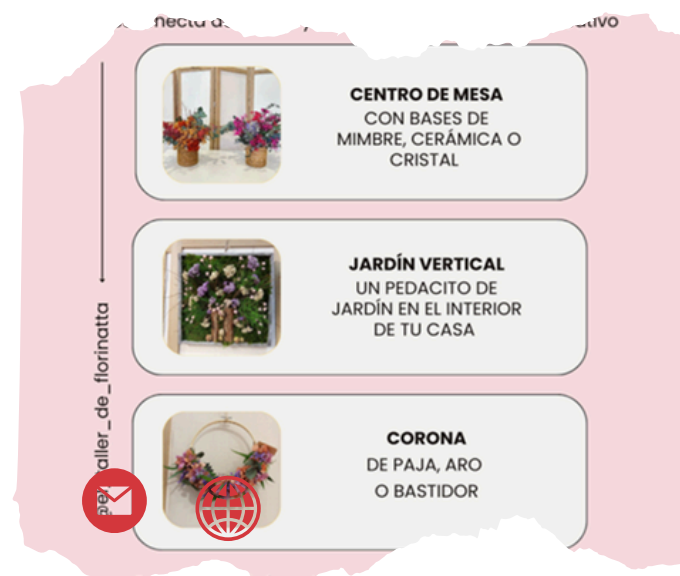 CENTRO DE MESA
CON BASES DE
MIMBRE, CERÁMICA O
CRISTAL
JARDÍN VERTICAL
UN PEDACITO DE
JARDÍN EN EL INTERIOR
DE TU CASA
CORONA
DE PAJA, ARO
O BASTIDOR